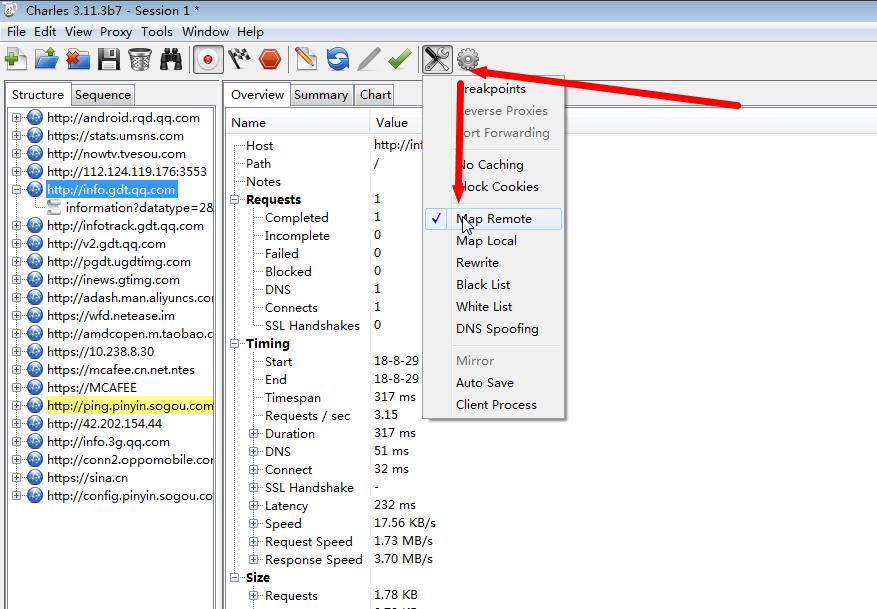 Charles 3.11.3b7 - Session 1 *
File Edit View Proxy Tools Window Help
Structure Sequence
http://android.rqd.qq.com
https://stats.umsns.com
http://nowtv.tvesou.com
http://112.124.119.176:3553
http://info.gdt.qq.com
information?datatype=28
http://infotrack.gdt.qq.com
http://v2.gdt.qq.com
http://pgdt.ugdtimg.com
http://inews.gtimg.com
http://adash.man.aliyuncs.co
https://wfd.netease.im
http://amdcopen.m.taobao.c
https://10.238.8.30
https://mcafee.cn.net.ntes
https://MCAFEE
http://ping.pinyin.sogou.com
http://42.202.154.44
http://info.3g.qq.com
http://conn2.oppomobile.co
https://sina.cn
http://config.pinyin.sogou.co
Overview Summary Chart
Name Value
Host http://inf
Path /
Notes
Requests 1
Completed 1
Incomplete 0
Failed 0
Blocked 0
DNS 1
Connects 1
SSL Handshakes 0
Timing
Start 18-8-29
End 18-8-29
Timespan 317 ms
Requests / sec 3.15
Duration 317 ms
DNS 51 ms
Connect 32 ms
SSL Handshake -
Latency 232 ms
Speed 17.56 KB/s
Request Speed 1.73 MB/s
Response Speed 3.70 MB/s
Size
Requests 1.78 KB
reakpoints
everse Proxies
ort Forwarding
No Caching
lock Cookies
✓ Map Remote
Map Local
Rewrite
Black List
White List
DNS Spoofing
Mirror
Auto Save
Client Process